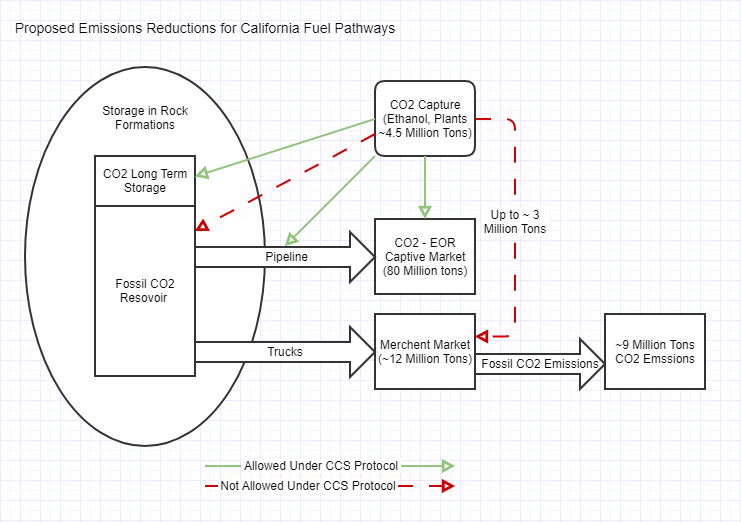 Proposed Emissions Reductions for California Fuel Pathways
Storage in Rock
Formations
CO2 Capture
(Ethanol, Plants
~4.5 Million Tons)
CO2 Long Term
Storage
Up to ~ 3
Million Tons
CO2 - EOR
Captive Market
(80 Million tons)
Pipeline
Fossil CO2
Resovoir
Trucks
Merchent Market
(~12 Million Tons)
Fossil CO2 Emissions
~9 Million Tons
CO2 Emssions
Allowed Under CCS Protocol
Not Allowed Under CCS Protocol